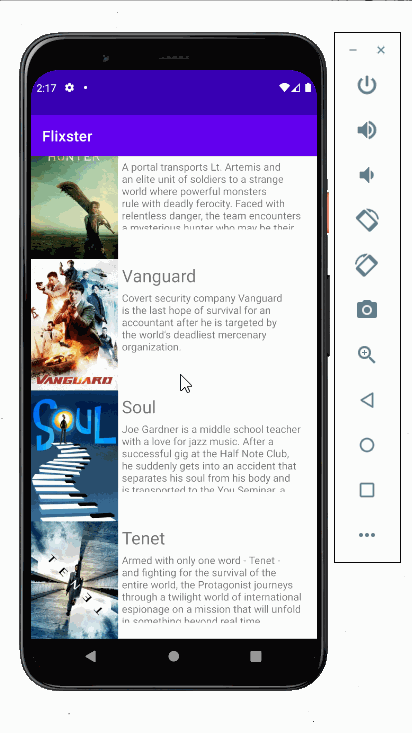 2:17
Flixster
HUNTER
A portal transports Lt. Artemis and
an elite unit of soldiers to a strange
world where powerful monsters
rule with deadly ferocity. Faced with
relentless danger, the team encounters
a mysterious hunter who may be their
Vanguard
Covert security company Vanguard
is the last hope of survival for an
accountant after he is targeted by
the world's deadliest mercenary
organization.
VANGUARD
Soul
Joe Gardner is a middle school teacher
with a love for jazz music. After a
successful gig at the Half Note Club,
he suddenly gets into an accident that
separates his soul from his body and
is transported to the You Seminar, a
SOUL
Tenet
Armed with only one word - Tenet -
and fighting for the survival of the
entire world, the Protagonist journeys
through a twilight world of international
espionage on a mission that will unfold
in something beyond real time.
TENET